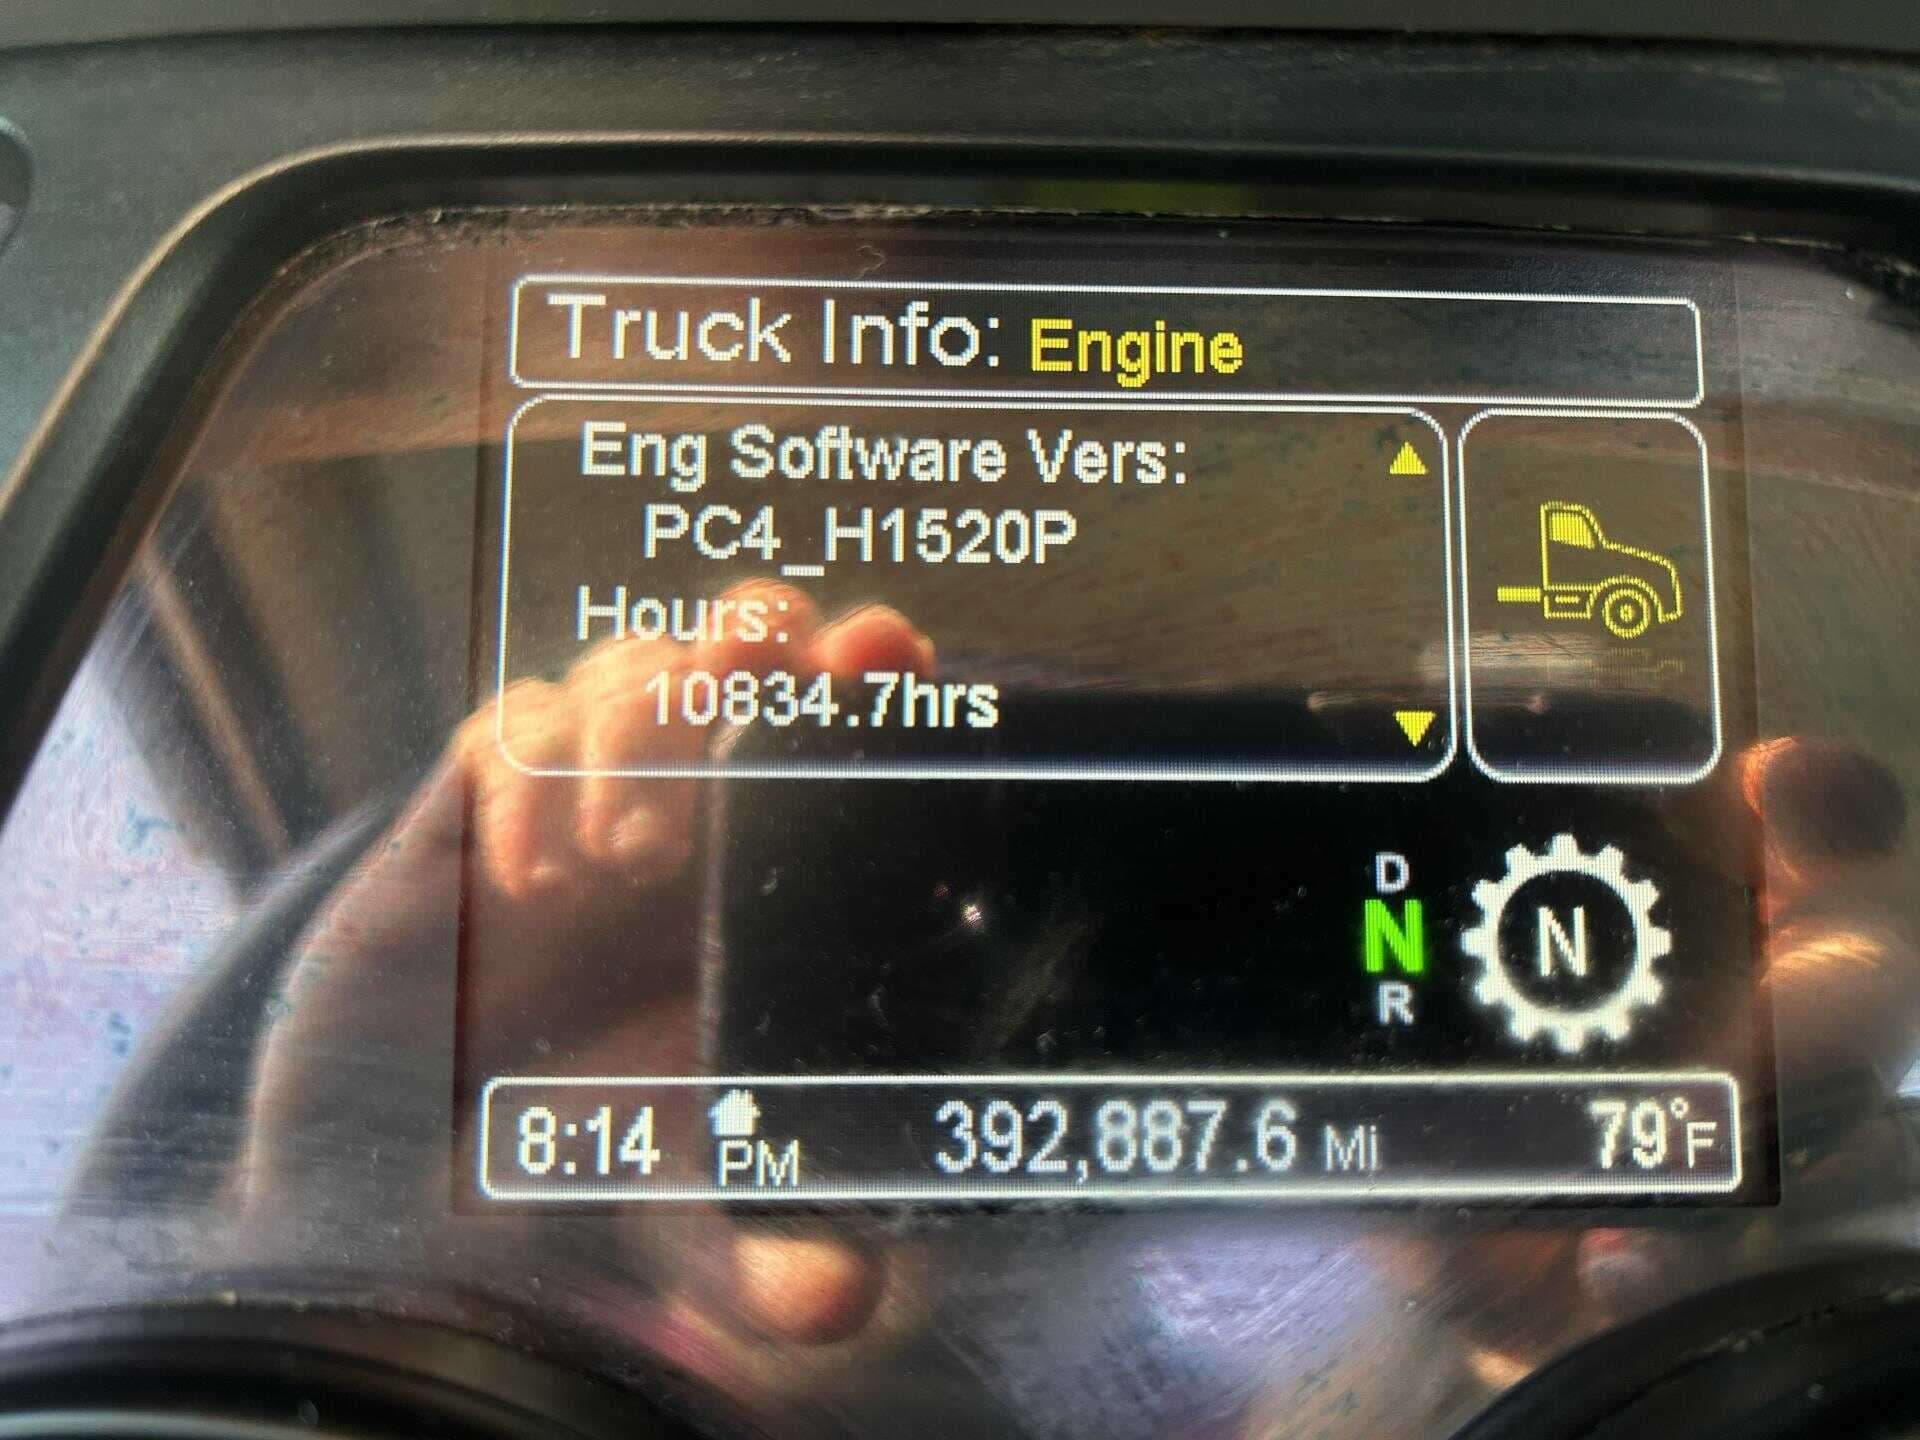 Truck Info: Engine
Eng Software Vers:
PC4_H1520P
Hours:
10834.7hrs
D
N
R
N
8:14 PM 392,887.6 Mi 79°F